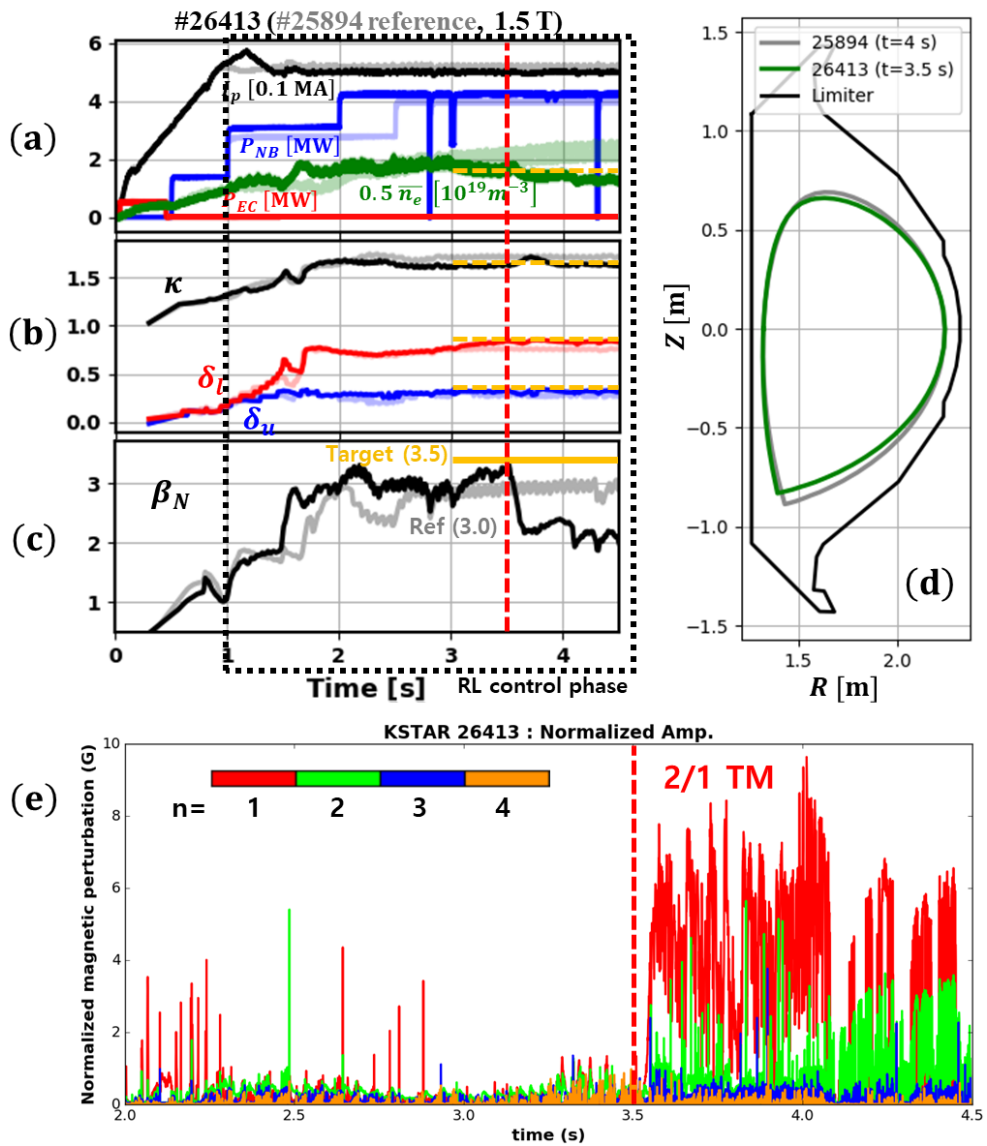 #26413 (#25894 reference, 1.5 T)
(a)
6
4
2
0
I_p [0.1 MA]
P_NB [MW]
P_EC [MW]
0.5 n̅_e [10^19 m^-3]
(b)
1.5
1.0
0.5
0.0
κ
δ_l
δ_u
(c)
3
2
1
β_N
Target (3.5)
Ref (3.0)
0 1 2 3 4
Time [s]
RL control phase
25894 (t=4 s)
26413 (t=3.5 s)
Limiter
1.5
1.0
0.5
0.0
−0.5
−1.0
−1.5
Z [m]
(d)
1.5 2.0
R [m]
KSTAR 26413 : Normalized Amp.
(e)
Normalized magnetic perturbation (G)
10
8
6
4
2
0
n= 1 2 3 4
2/1 TM
2.0 2.5 3.0 3.5 4.0 4.5
time (s)